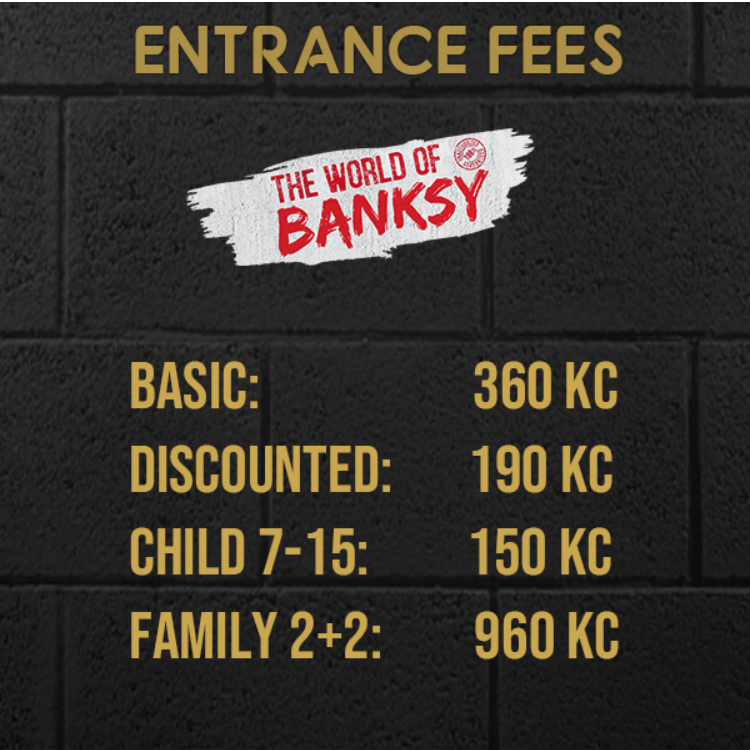 ENTRANCE FEES
THE WORLD OF
BANKSY
100%
BASIC: 360 KC
DISCOUNTED: 190 KC
CHILD 7-15: 150 KC
FAMILY 2+2: 960 KC